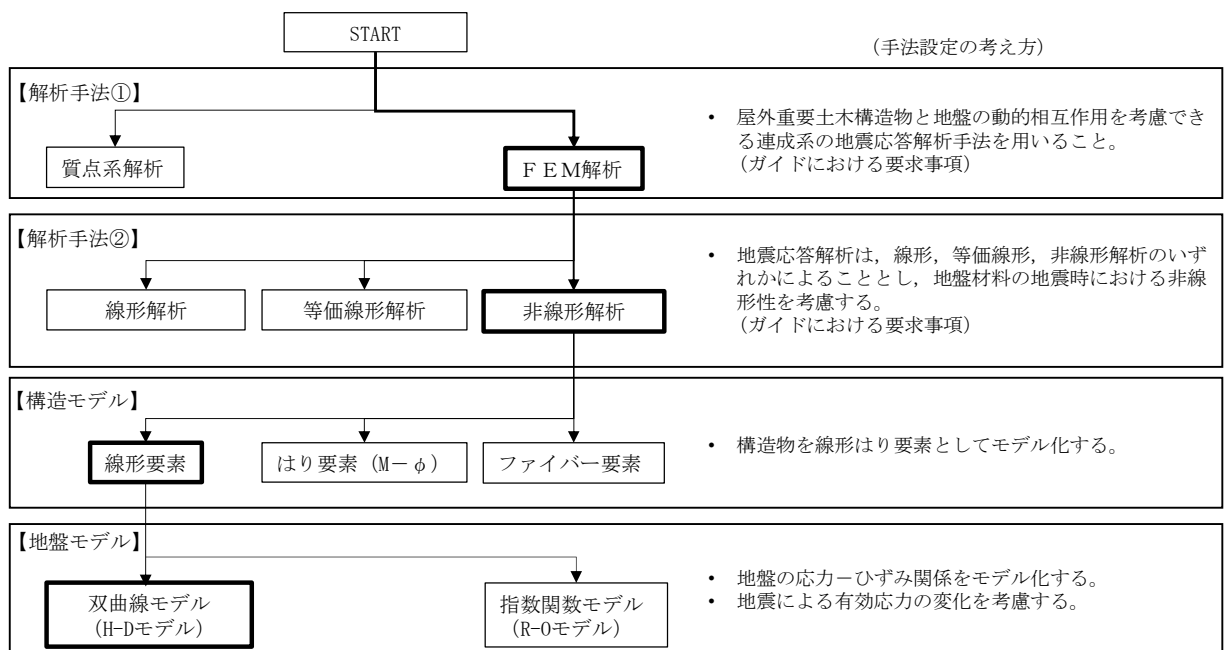 START
(手法設定の考え方)
【解析手法①】
質点系解析
ＦＥＭ解析
• 屋外重要土木構造物と地盤の動的相互作用を考慮でき
る連成系の地震応答解析手法を用いること。
(ガイドにおける要求事項)
【解析手法②】
線形解析
等価線形解析
非線形解析
• 地震応答解析は，線形，等価線形，非線形解析のいず
れかによることとし，地盤材料の地震時における非線
形性を考慮する。
(ガイドにおける要求事項)
【構造モデル】
線形要素
はり要素 (M－φ)
ファイバー要素
• 構造物を線形はり要素としてモデル化する。
【地盤モデル】
双曲線モデル
(H-Dモデル)
指数関数モデル
(R-Oモデル)
• 地盤の応力－ひずみ関係をモデル化する。
• 地震による有効応力の変化を考慮する。